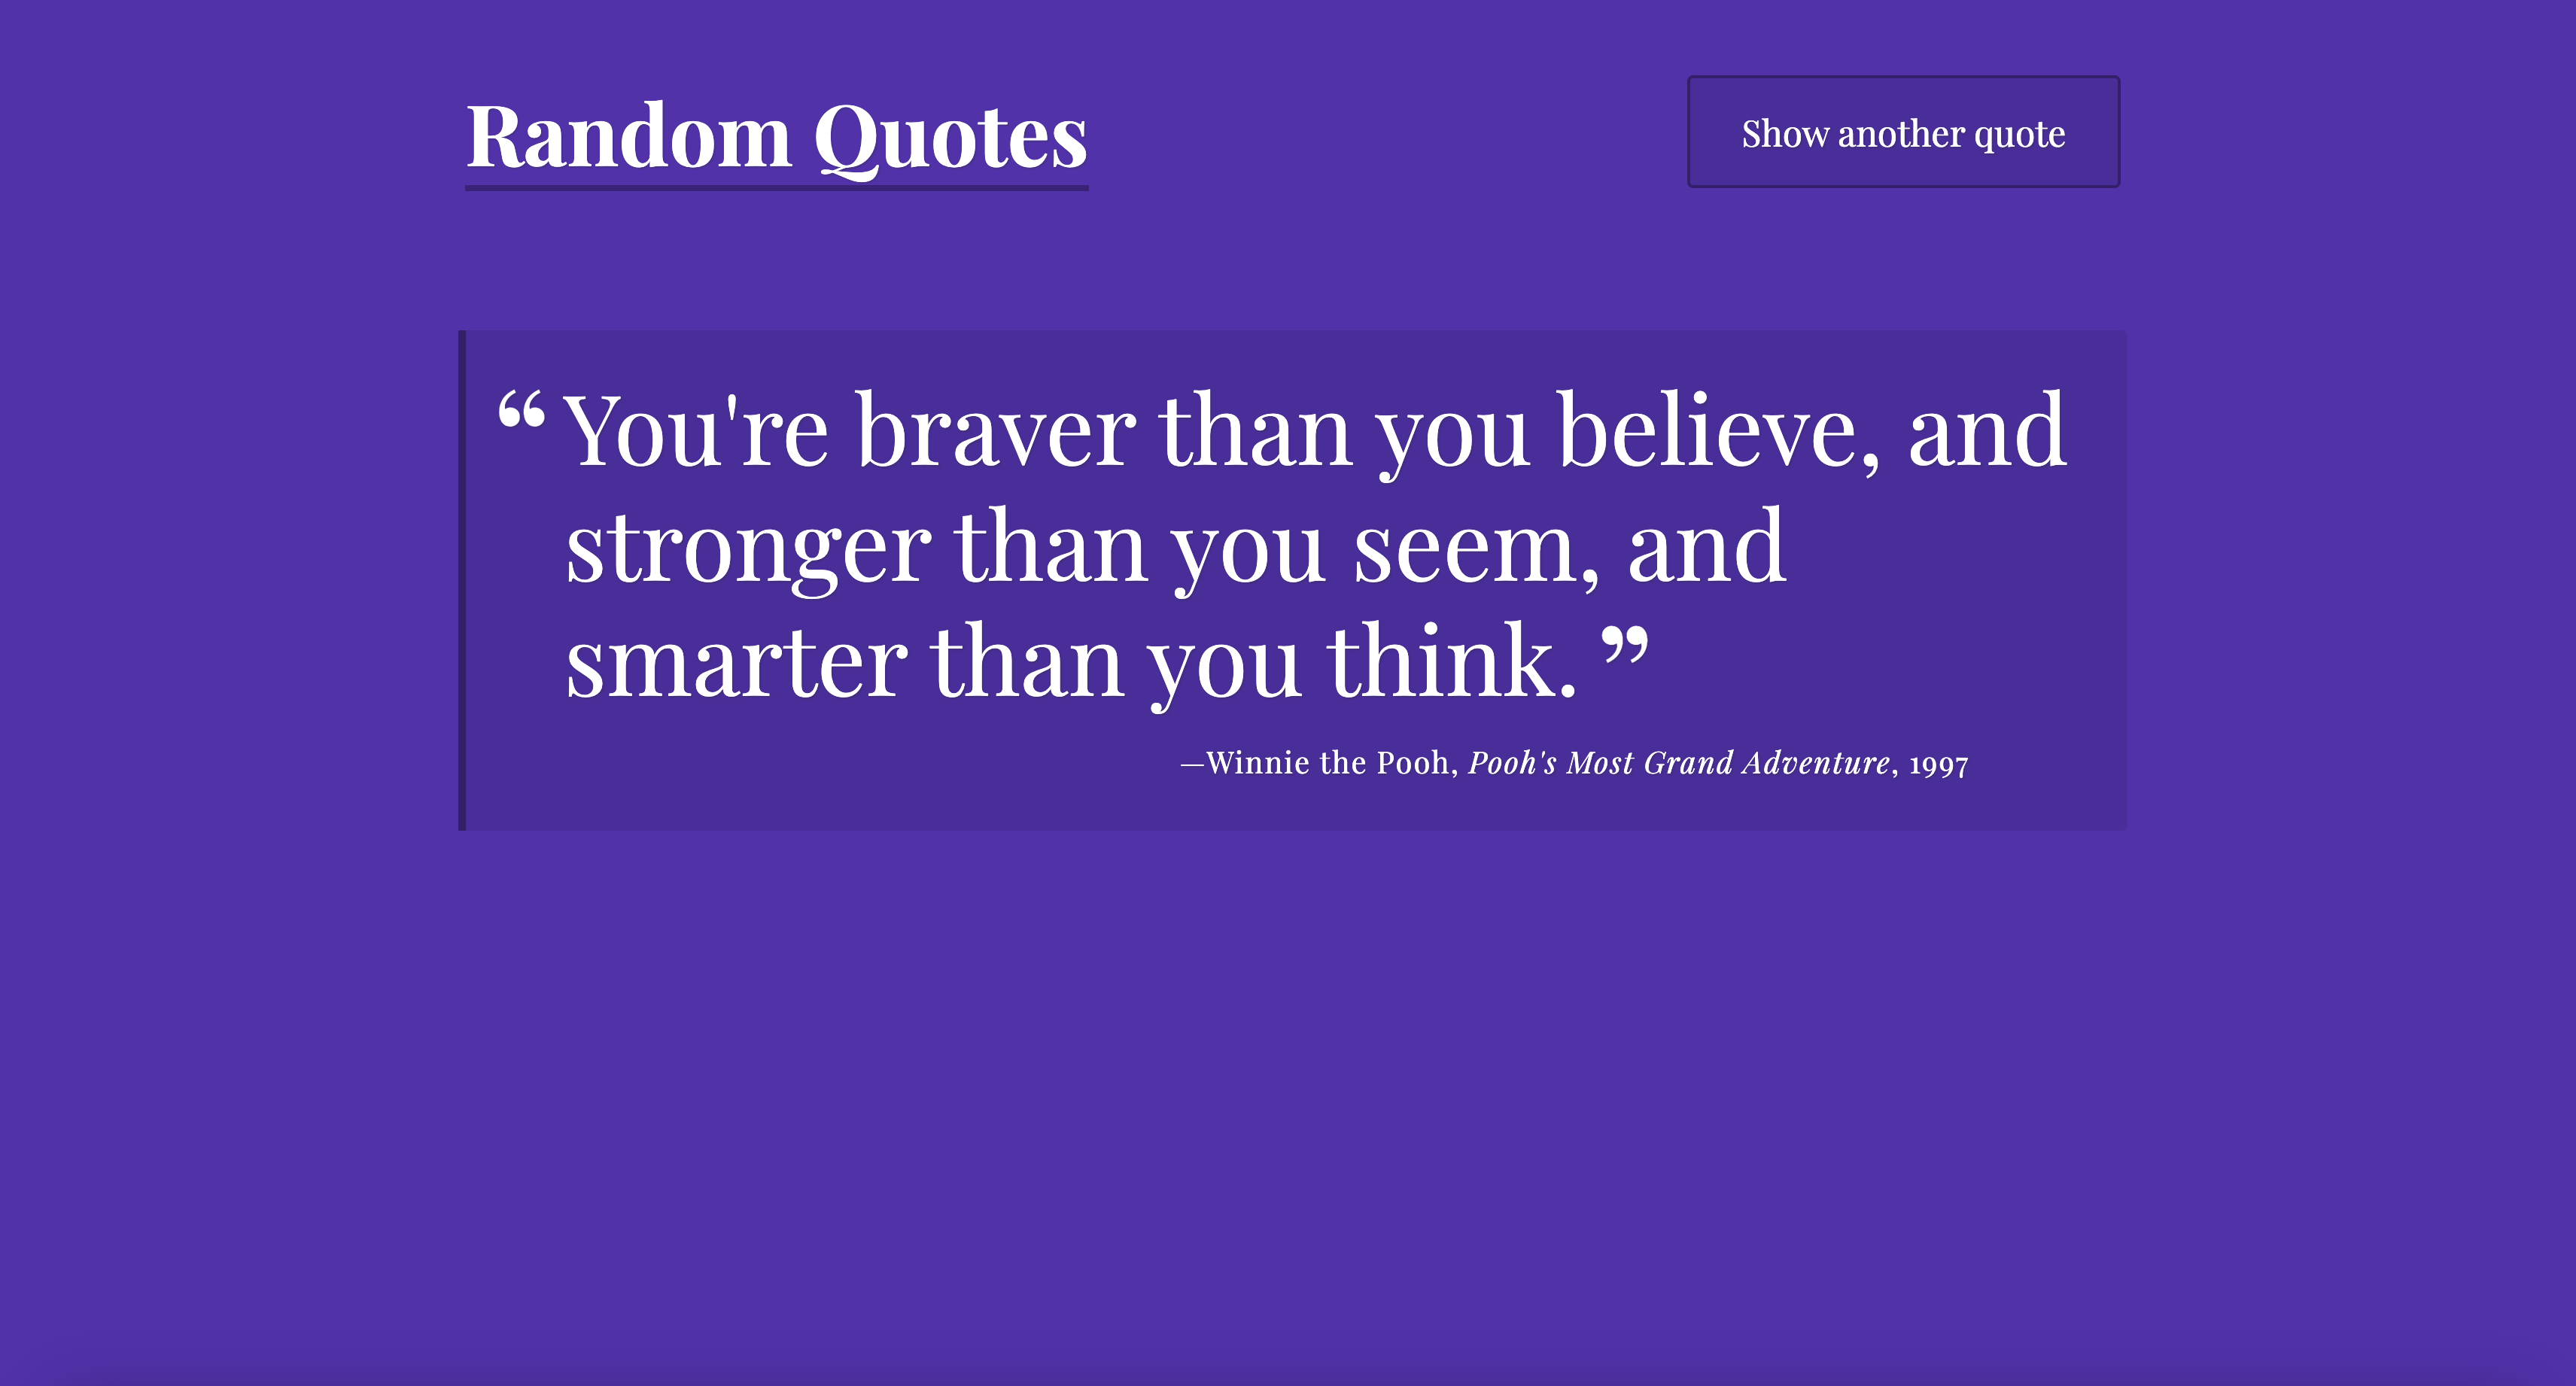 Random Quotes
Show another quote
“ You're braver than you believe, and
stronger than you seem, and
smarter than you think. ”
—Winnie the Pooh, Pooh's Most Grand Adventure, 1997